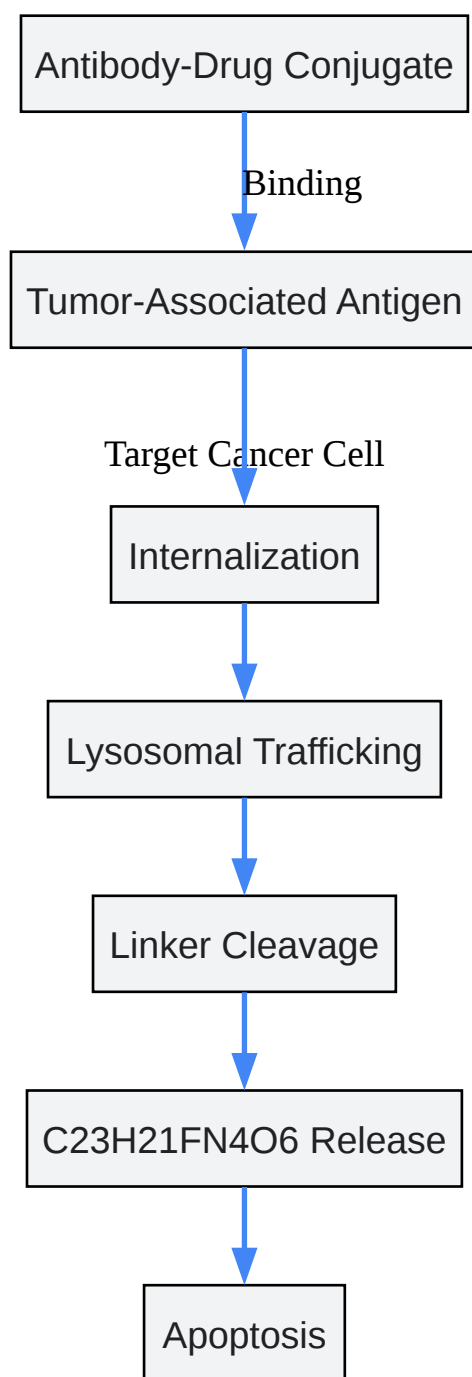 Antibody-Drug Conjugate
Binding
Tumor-Associated Antigen
Target Cancer Cell
Internalization
Lysosomal Trafficking
Linker Cleavage
C23H21FN4O6 Release
Apoptosis